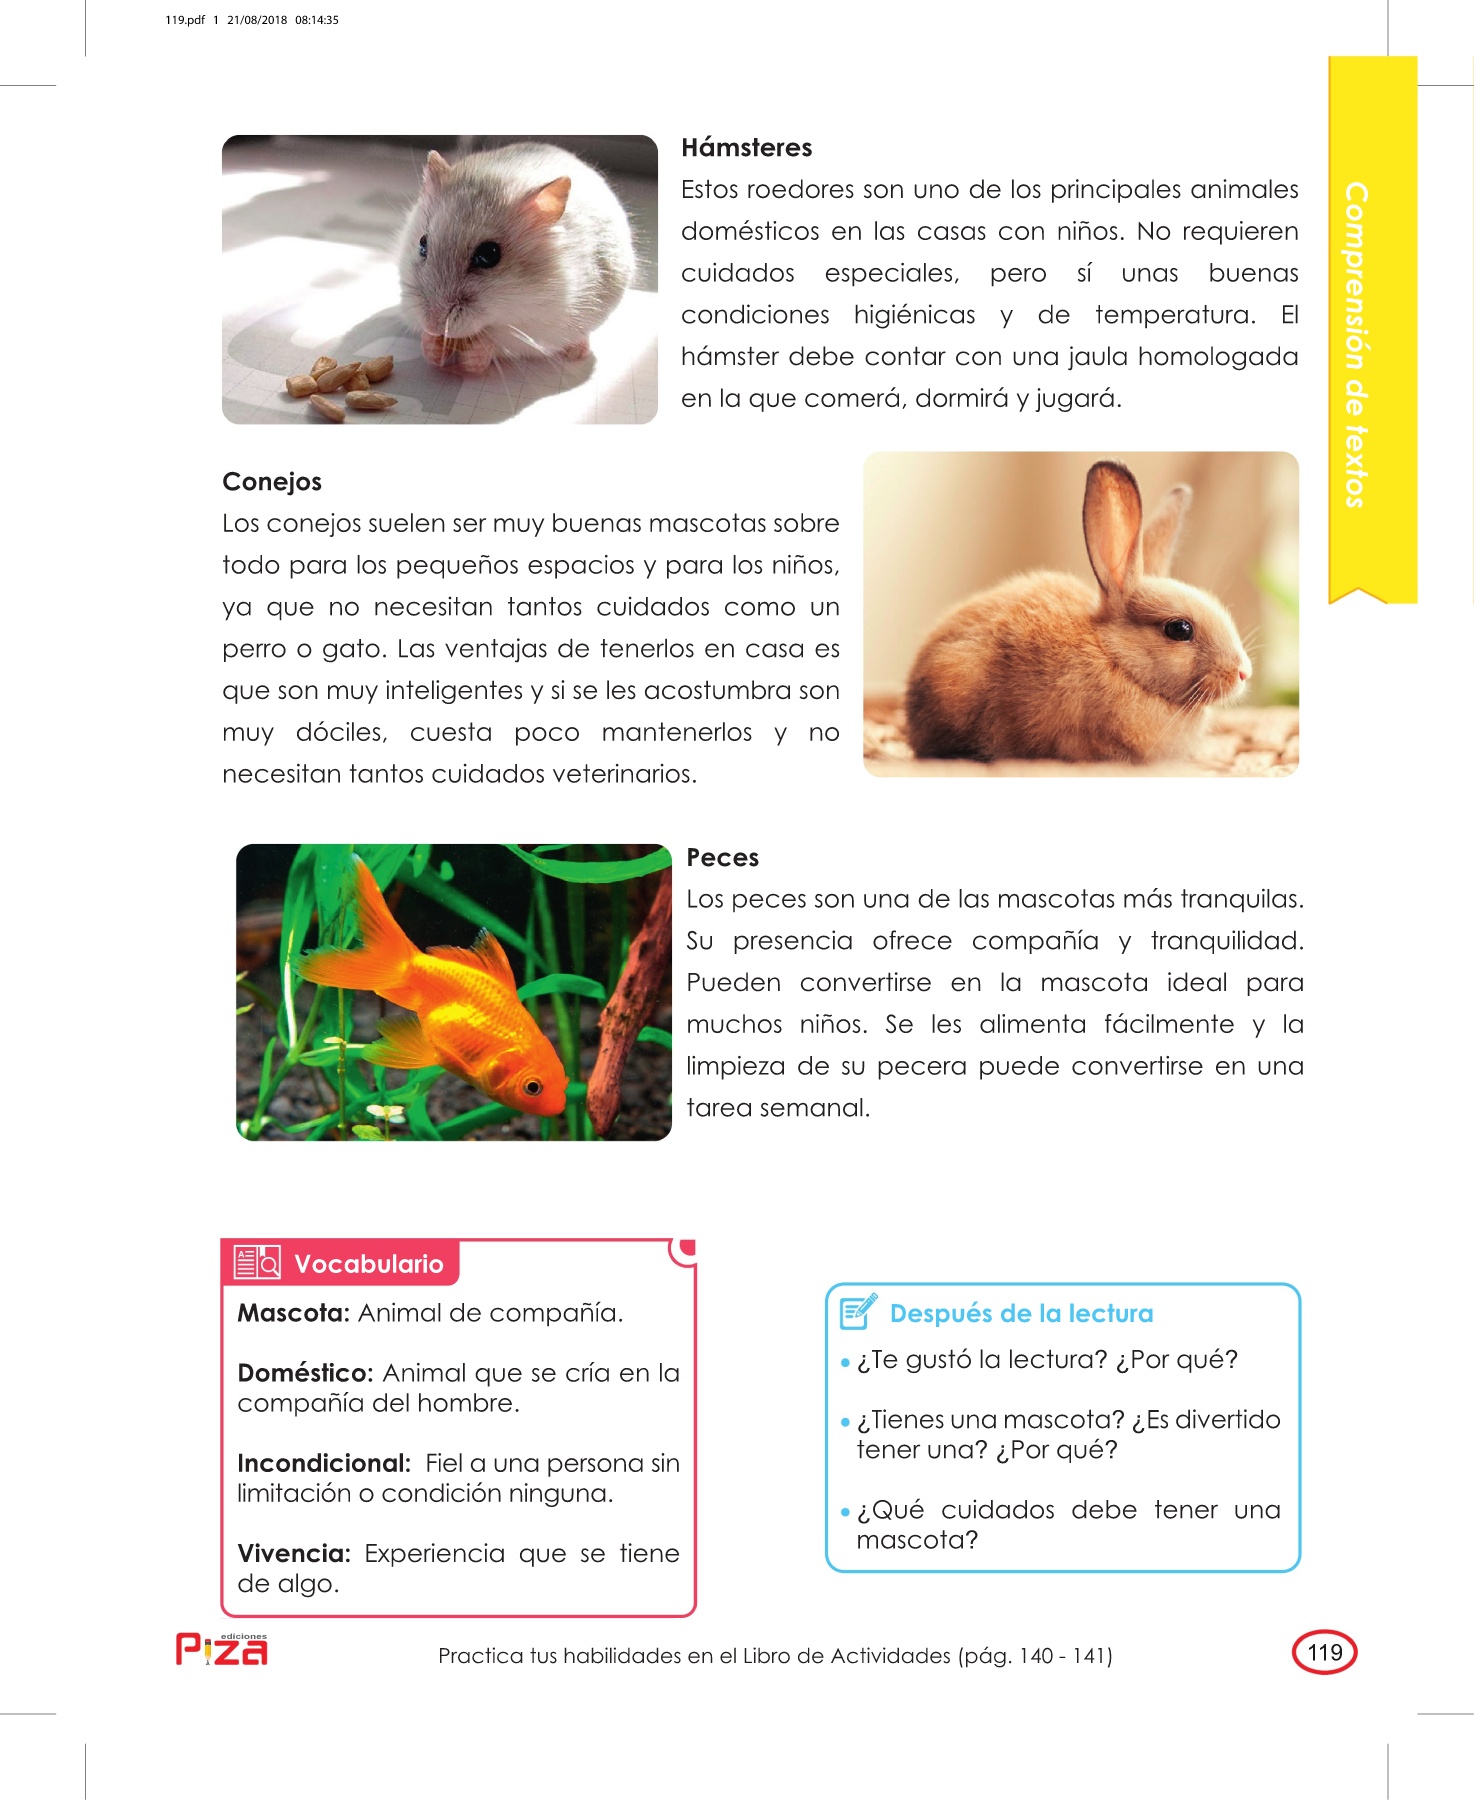 119.pdf 1 21/08/2018 08:14:35
Comprensión de textos
Hámsteres
Estos roedores son uno de los principales animales
domésticos en las casas con niños. No requieren
cuidados especiales, pero sí unas buenas
condiciones higiénicas y de temperatura. El
hámster debe contar con una jaula homologada
en la que comerá, dormirá y jugará.
Conejos
Los conejos suelen ser muy buenas mascotas sobre
todo para los pequeños espacios y para los niños,
ya que no necesitan tantos cuidados como un
perro o gato. Las ventajas de tenerlos en casa es
que son muy inteligentes y si se les acostumbra son
muy dóciles, cuesta poco mantenerlos y no
necesitan tantos cuidados veterinarios.
Peces
Los peces son una de las mascotas más tranquilas.
Su presencia ofrece compañía y tranquilidad.
Pueden convertirse en la mascota ideal para
muchos niños. Se les alimenta fácilmente y la
limpieza de su pecera puede convertirse en una
tarea semanal.
Vocabulario
Mascota: Animal de compañía.
Doméstico: Animal que se cría en la
compañía del hombre.
Incondicional: Fiel a una persona sin
limitación o condición ninguna.
Vivencia: Experiencia que se tiene
de algo.
Después de la lectura
• ¿Te gustó la lectura? ¿Por qué?
• ¿Tienes una mascota? ¿Es divertido
tener una? ¿Por qué?
• ¿Qué cuidados debe tener una
mascota?
ediciones
Piza
Practica tus habilidades en el Libro de Actividades (pág. 140 - 141)
119